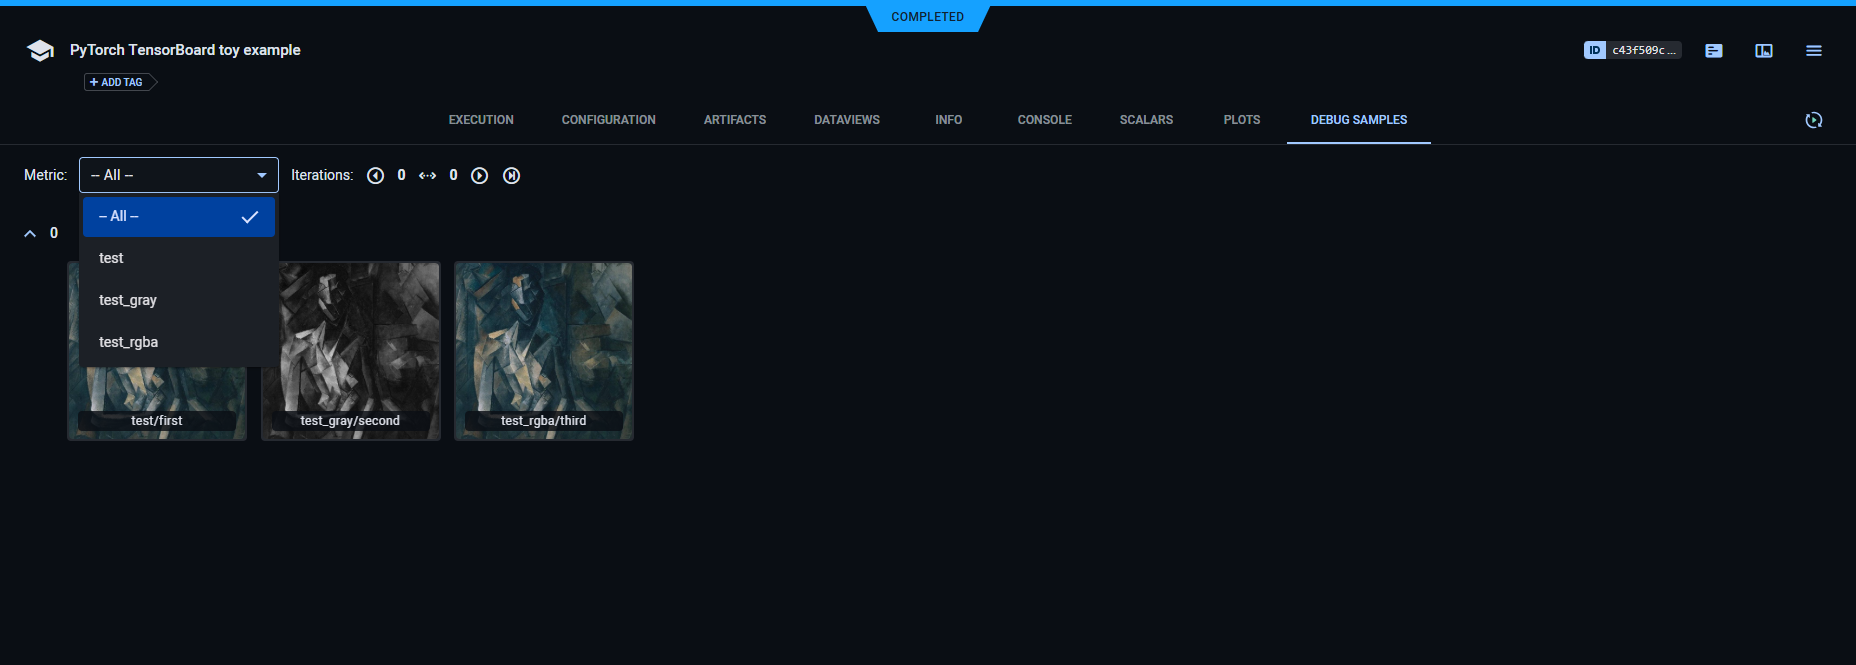 COMPLETED
PyTorch TensorBoard toy example
ID c43f509c...
+ ADD TAG
EXECUTION CONFIGURATION ARTIFACTS DATAVIEWS INFO CONSOLE SCALARS PLOTS DEBUG SAMPLES
Metric: -- All -- Iterations: 0 0
-- All --
0
test
test_gray
test_rgba
test/first test_gray/second test_rgba/third